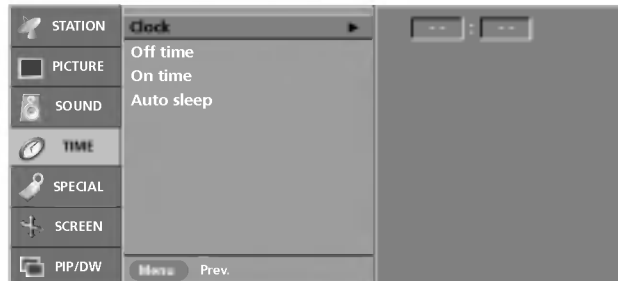 STATION
PICTURE
SOUND
TIME
SPECIAL
SCREEN
PIP/DW
Clock
Off time
On time
Auto sleep
Menu Prev.
-- : --